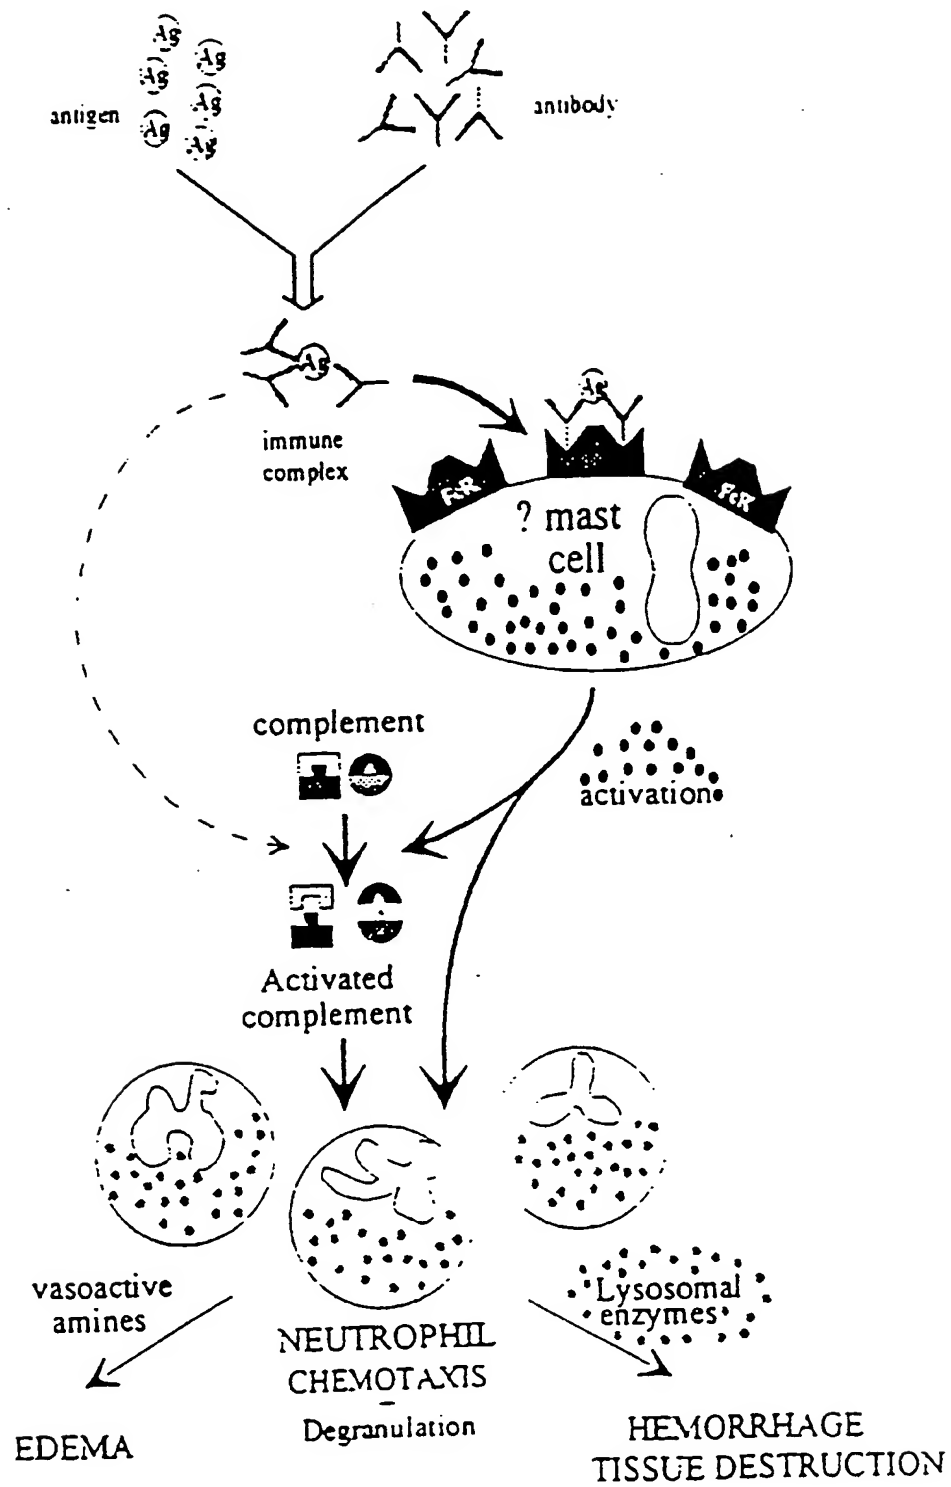 Ag
Ag
Ag
Ag
Ag
Ag
antigen
antibody
Ag
immune
complex
Ag
FcR
FcR
? mast
cell
complement
activation
Activated
complement
vasoactive
amines
Lysosomal
enzymes
NEUTROPHIL
CHEMOTAXIS
Degranulation
EDEMA
HEMORRHAGE
TISSUE DESTRUCTION